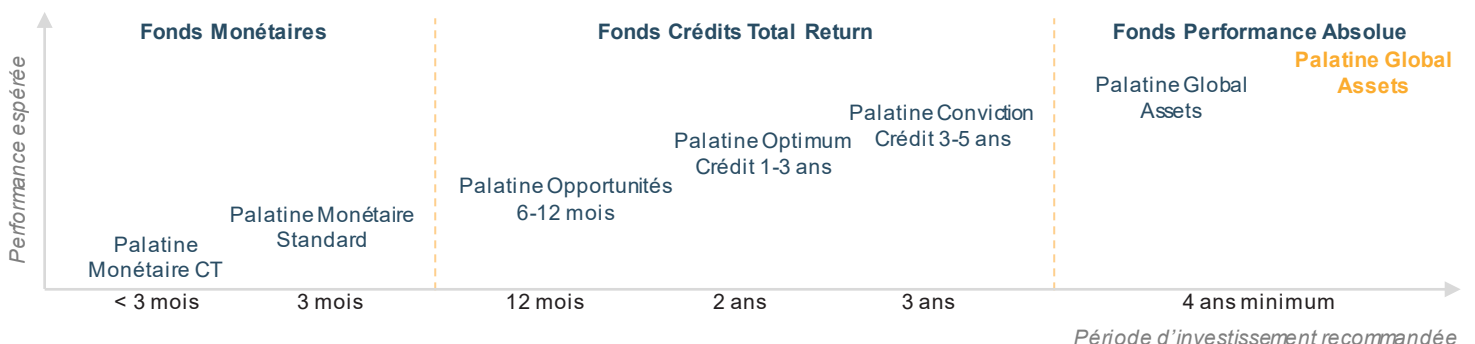 Performance espérée
Fonds Monétaires
Fonds Crédits Total Return
Fonds Performance Absolue
Palatine
Monétaire CT
Palatine Monétaire
Standard
Palatine Opportunités
6-12 mois
Palatine Optimum
Crédit 1-3 ans
Palatine Conviction
Crédit 3-5 ans
Palatine Global
Assets
Palatine Global
Assets
< 3 mois
3 mois
12 mois
2 ans
3 ans
4 ans minimum
Période d’investissement recommandée